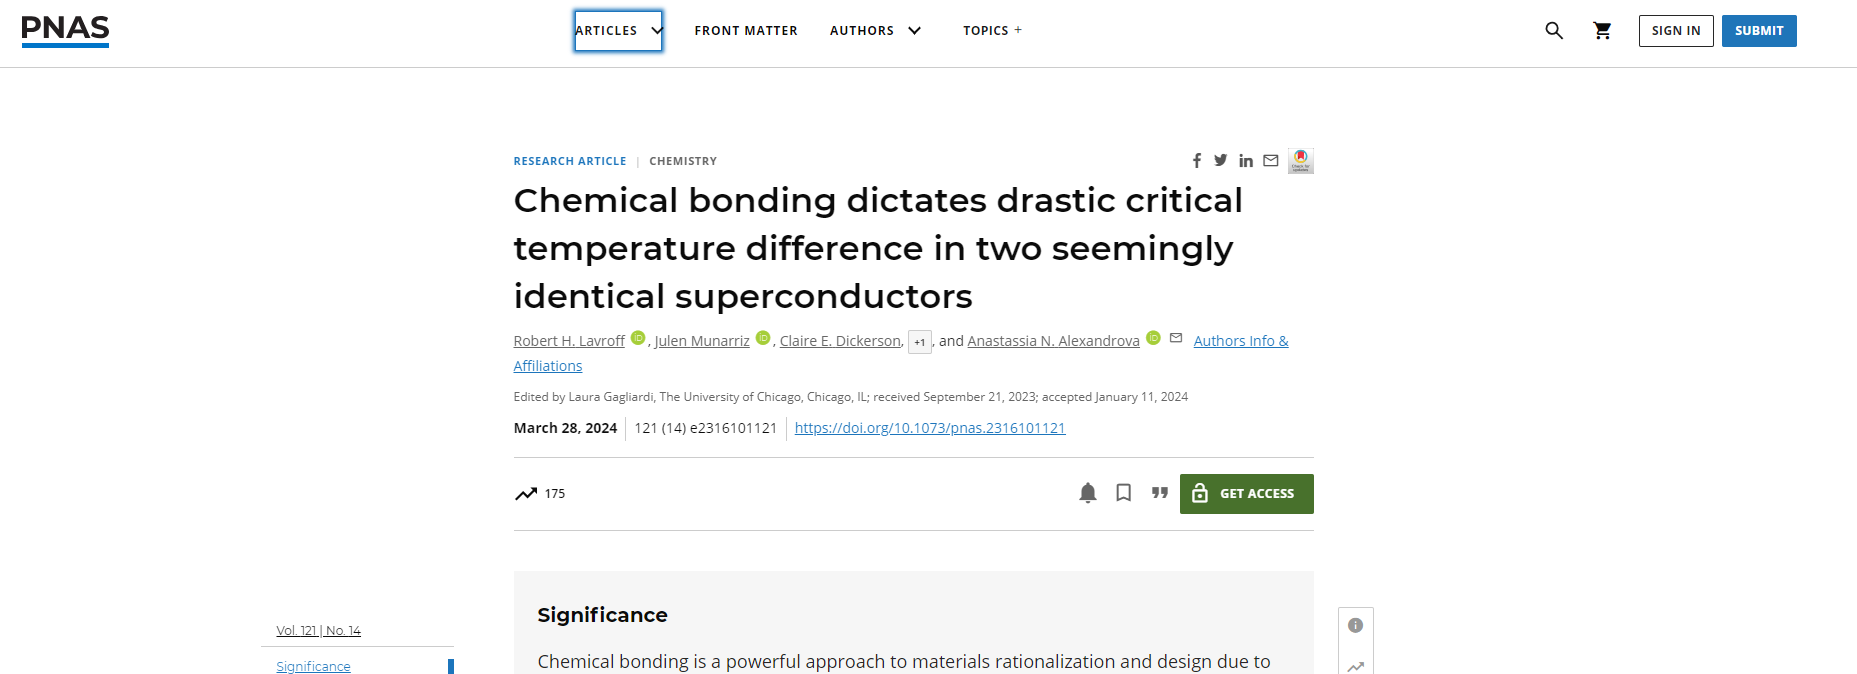 PNAS
ARTICLES
FRONT MATTER
AUTHORS
TOPICS +
SIGN IN
SUBMIT
RESEARCH ARTICLE | CHEMISTRY
Chemical bonding dictates drastic critical
temperature difference in two seemingly
identical superconductors
Robert H. Lavroff iD, Julen Munarriz iD, Claire E. Dickerson, +1, and Anastassia N. Alexandrova iD Authors Info &
Affiliations
Edited by Laura Gagliardi, The University of Chicago, Chicago, IL; received September 21, 2023; accepted January 11, 2024
March 28, 2024 | 121 (14) e2316101121 | https://doi.org/10.1073/pnas.2316101121
175
GET ACCESS
Significance
Chemical bonding is a powerful approach to materials rationalization and design due to
Vol. 121 | No. 14
Significance